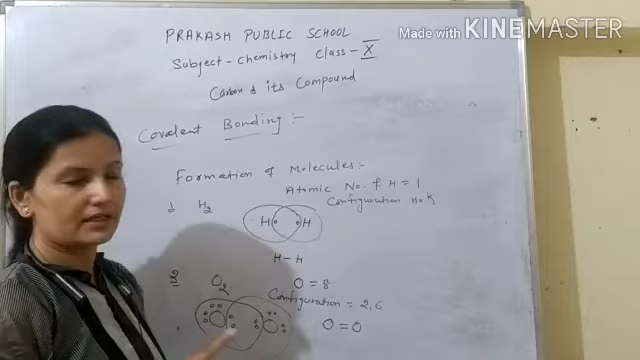 Made with KINEMASTER
PRAKASH PUBLIC SCHOOL
Subject - Chemistry Class - X
Carbon & its Compound
Covalent Bonding :-
Formation of Molecules :-
Atomic No. of H = 1
Configuration
1 H2
H H
H - H
2 O2 O = 8
Configuration = 2, 6
O O
O = O